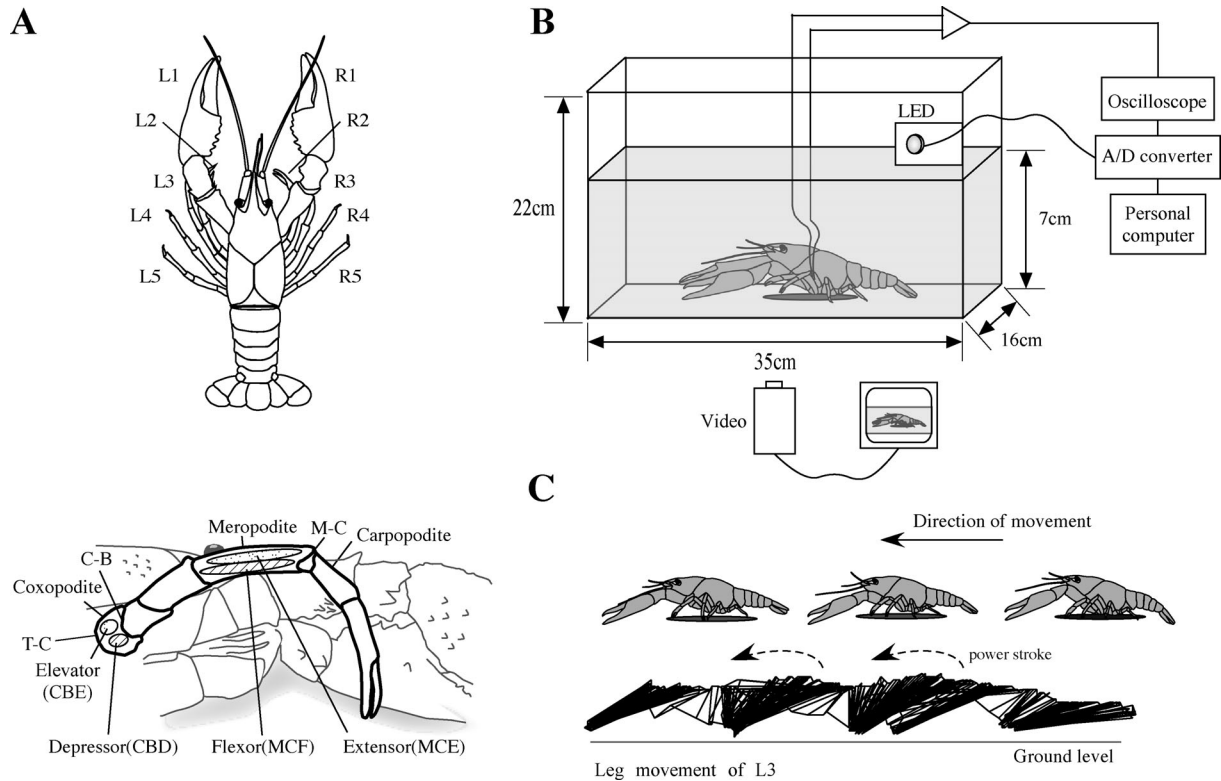 A
L1
R1
L2
R2
L3
R3
L4
R4
L5
R5
Meropodite
M-C
Carpopodite
C-B
Coxopodite
T-C
Elevator
(CBE)
Depressor(CBD)
Flexor(MCF)
Extensor(MCE)
B
LED
Oscilloscope
A/D converter
Personal
computer
22cm
7cm
16cm
35cm
Video
C
Direction of movement
power stroke
Ground level
Leg movement of L3